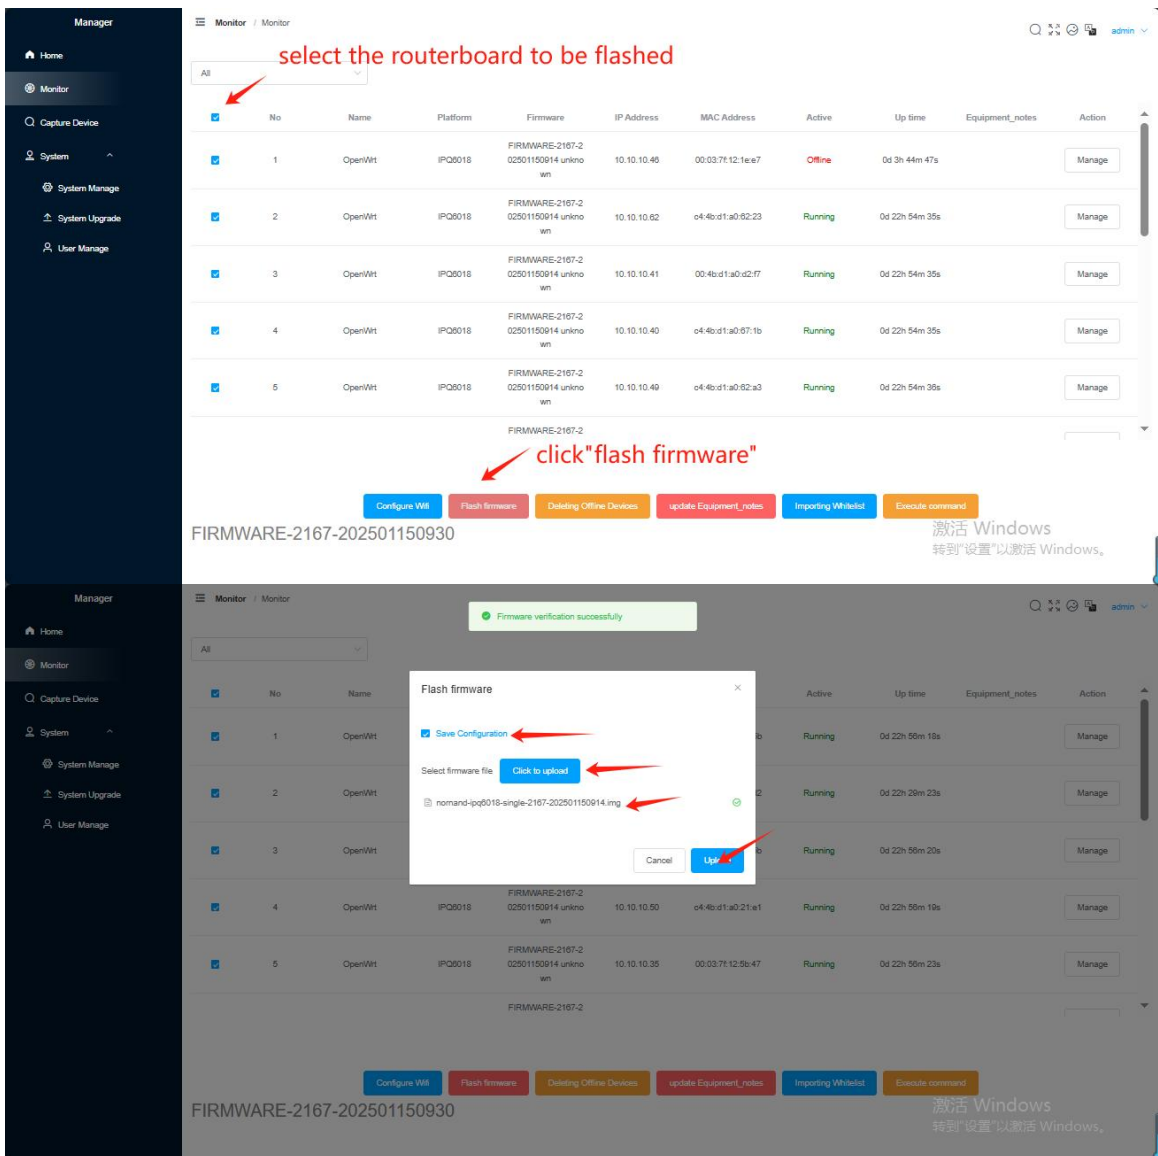 Manager
Monitor / Monitor
admin
select the routerboard to be flashed
Home
All
Monitor
Capture Device
System
System Manage
System Upgrade
User Manage
No Name Platform Firmware IP Address MAC Address Active Up time Equipment_notes Action
1 OpenWrt IPQ6018 FIRMWARE-2167-2 10.10.10.46 00:03:7f:12:1e:e7 Offline 0d 3h 44m 47s Manage
02501150914 unkno
wn
2 OpenWrt IPQ6018 FIRMWARE-2167-2 10.10.10.62 c4:4b:d1:a0:62:23 Running 0d 22h 54m 35s Manage
02501150914 unkno
wn
3 OpenWrt IPQ6018 FIRMWARE-2167-2 10.10.10.41 00:4b:d1:a0:d2:f7 Running 0d 22h 54m 35s Manage
02501150914 unkno
wn
4 OpenWrt IPQ6018 FIRMWARE-2167-2 10.10.10.40 c4:4b:d1:a0:67:1b Running 0d 22h 54m 35s Manage
02501150914 unkno
wn
5 OpenWrt IPQ6018 FIRMWARE-2167-2 10.10.10.49 c4:4b:d1:a0:62:a3 Running 0d 22h 54m 36s Manage
02501150914 unkno
wn
FIRMWARE-2167-2
click"flash firmware"
Configure Wifi Flash firmware Deleting Offline Devices update Equipment_notes Importing Whitelist Execute command
FIRMWARE-2167-202501150930
激活 Windows
转到"设置"以激活 Windows。
Manager
Monitor / Monitor
admin
Firmware verification successfully
Home
All
Monitor
Capture Device
System
System Manage
System Upgrade
User Manage
No Name Active Up time Equipment_notes Action
Flash firmware
Save Configuration
Select firmware file Click to upload
nornand-ipq6018-single-2167-202501150914.img
Cancel
1 OpenWrt Running 0d 22h 56m 18s Manage
2 OpenWrt Running 0d 22h 29m 23s Manage
3 OpenWrt Running 0d 22h 56m 20s Manage
4 OpenWrt IPQ6018 FIRMWARE-2167-2 10.10.10.50 c4:4b:d1:a0:21:e1 Running 0d 22h 56m 19s Manage
02501150914 unkno
wn
5 OpenWrt IPQ6018 FIRMWARE-2167-2 10.10.10.35 00:03:7f:12:5b:47 Running 0d 22h 56m 23s Manage
02501150914 unkno
wn
FIRMWARE-2167-2
Configure Wifi Flash firmware Deleting Offline Devices update Equipment_notes Importing Whitelist Execute command
FIRMWARE-2167-202501150930
激活 Windows
转到"设置"以激活 Windows。